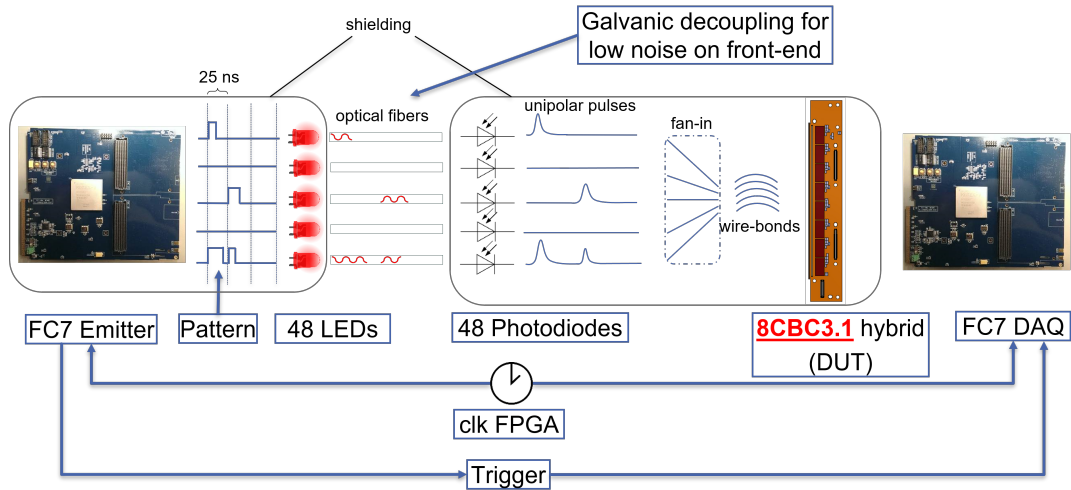 Galvanic decoupling for
low noise on front-end
shielding
25 ns
optical fibers
unipolar pulses
fan-in
wire-bonds
FC7 Emitter
Pattern
48 LEDs
48 Photodiodes
8CBC3.1 hybrid
(DUT)
FC7 DAQ
clk FPGA
Trigger